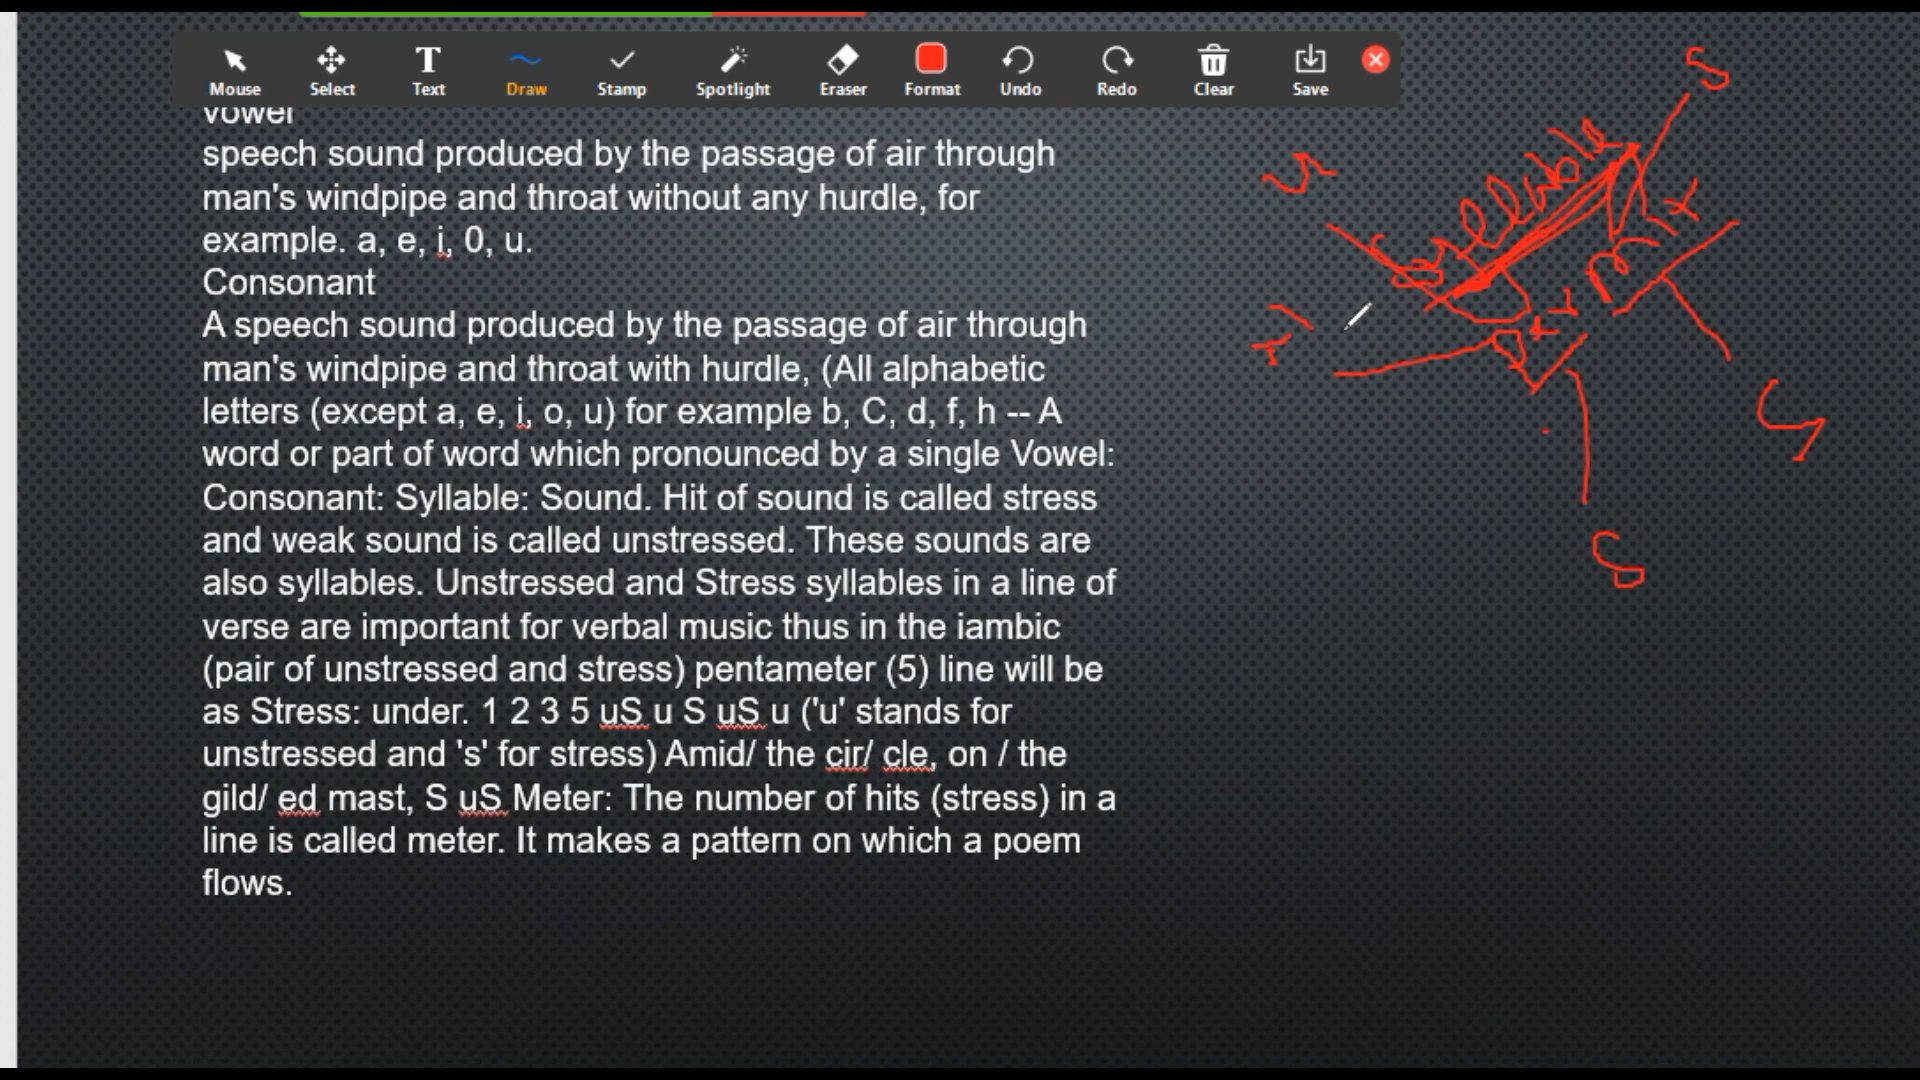 Mouse Select Text Draw Stamp Spotlight Eraser Format Undo Redo Clear Save
Vowel
speech sound produced by the passage of air through
man's windpipe and throat without any hurdle, for
example. a, e, i, 0, u.
Consonant
A speech sound produced by the passage of air through
man's windpipe and throat with hurdle, (All alphabetic
letters (except a, e, i, o, u) for example b, C, d, f, h -- A
word or part of word which pronounced by a single Vowel:
Consonant: Syllable: Sound. Hit of sound is called stress
and weak sound is called unstressed. These sounds are
also syllables. Unstressed and Stress syllables in a line of
verse are important for verbal music thus in the iambic
(pair of unstressed and stress) pentameter (5) line will be
as Stress: under. 1 2 3 5 uS u S uS u ('u' stands for
unstressed and 's' for stress) Amid/ the cir/ cle, on / the
gild/ ed mast, S uS Meter: The number of hits (stress) in a
line is called meter. It makes a pattern on which a poem
flows.
Syllable
S
S